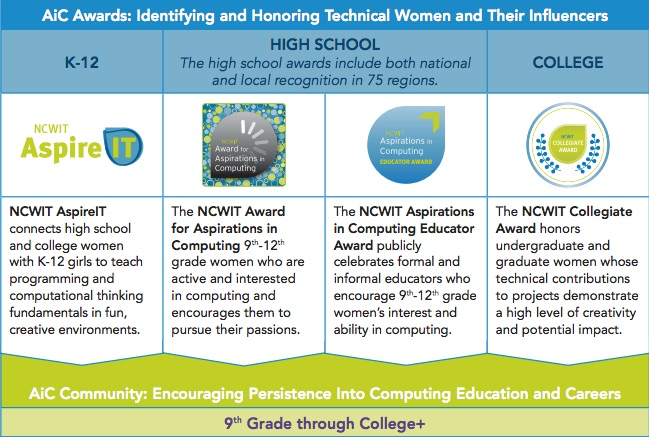 AiC Awards: Identifying and Honoring Technical Women and Their Influencers
K-12
HIGH SCHOOL
The high school awards include both national
and local recognition in 75 regions.
COLLEGE
NCWIT
AspireIT
NCWIT
Award for
Aspirations in
Computing
NCWIT
Aspirations in
Computing
EDUCATOR AWARD
NCWIT
COLLEGIATE
AWARD
NCWIT AspireIT
connects high school
and college women
with K-12 girls to teach
programming and
computational thinking
fundamentals in fun,
creative environments.
The NCWIT Award
for Aspirations in
Computing 9th-12th
grade women who are
active and interested
in computing and
encourages them to
pursue their passions.
The NCWIT Aspirations
in Computing Educator
Award publicly
celebrates formal and
informal educators who
encourage 9th-12th grade
women's interest and
ability in computing.
The NCWIT Collegiate
Award honors
undergraduate and
graduate women whose
technical contributions
to projects demonstrate
a high level of creativity
and potential impact.
AiC Community: Encouraging Persistence Into Computing Education and Careers
9th Grade through College+